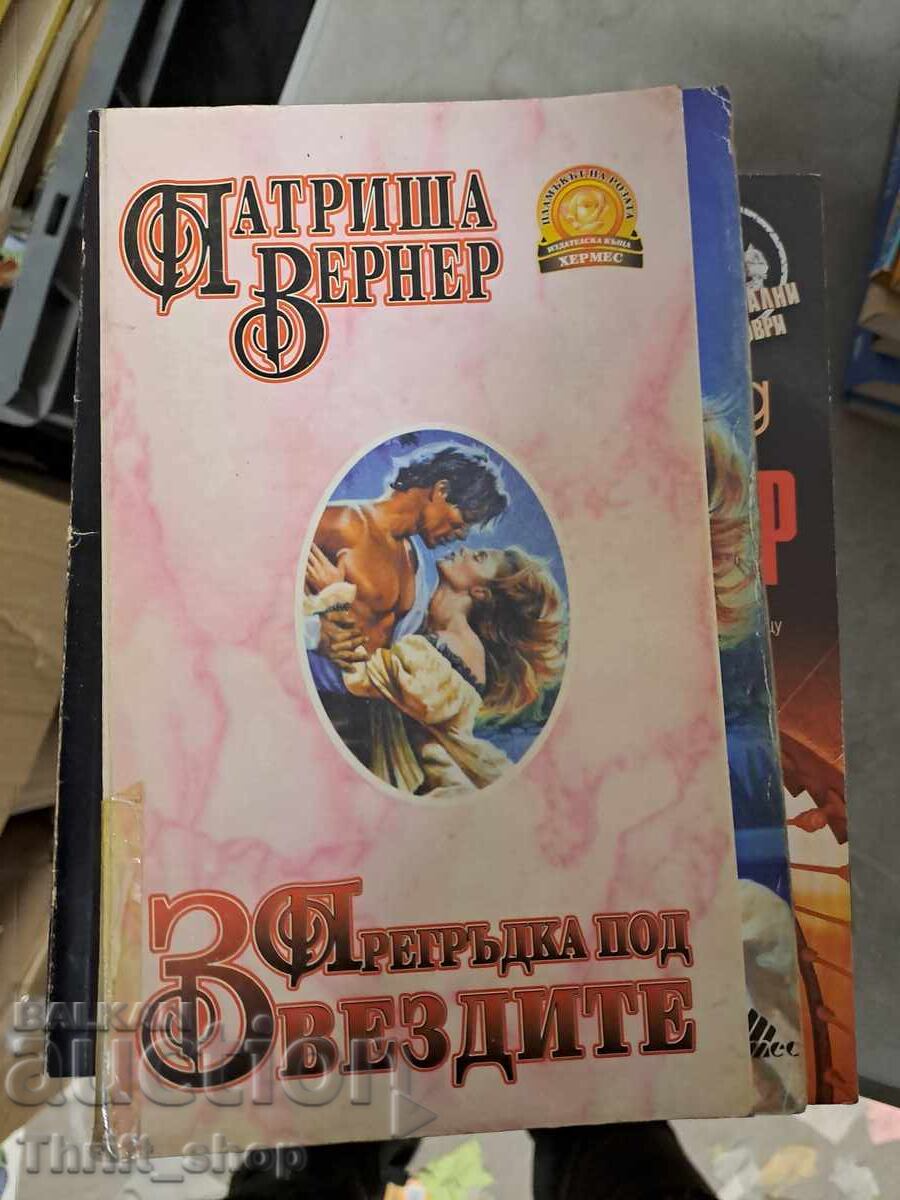 ПАТРИША
ВЕРНЕР
ПЛАМЪКЪТ НА РОЗАТА
ИЗДАТЕЛСКА КЪЩА
ХЕРМЕС
ПРЕГРЪДКА ПОД
ЗВЕЗДИТЕ
BALKAN
auction
Thrift_shop